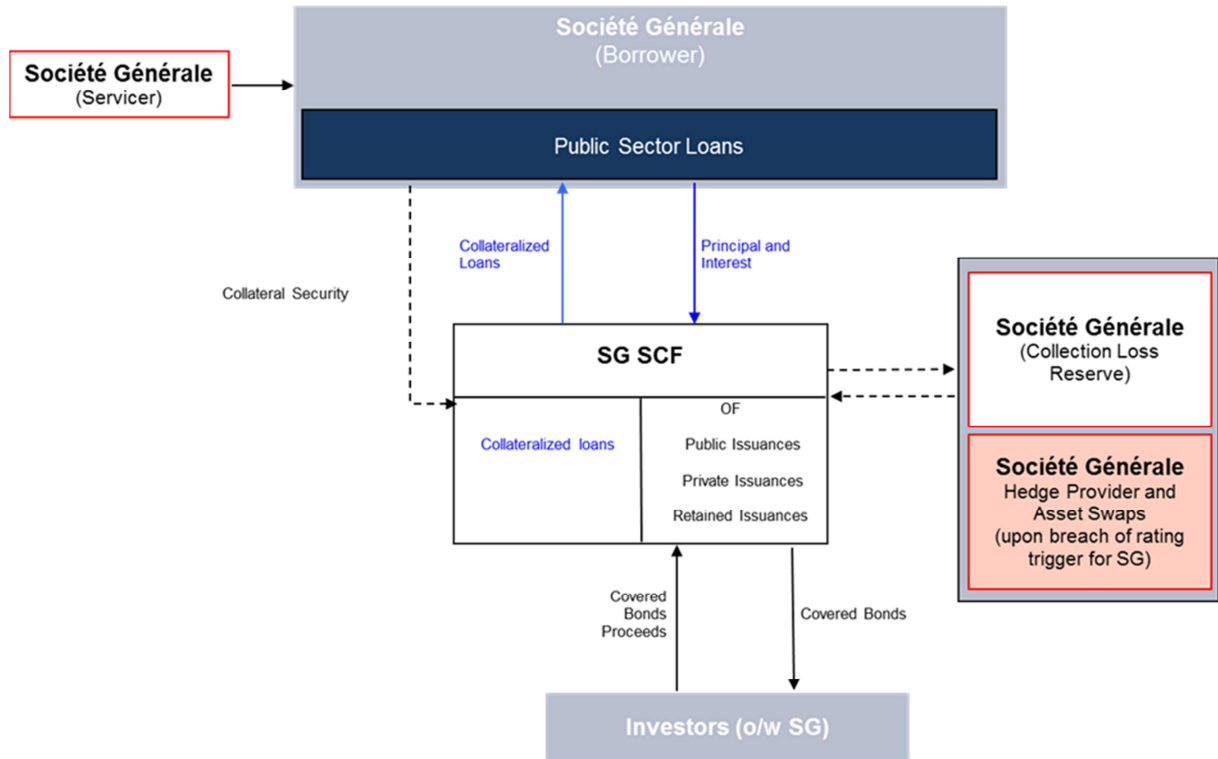 Société Générale
(Borrower)
Société Générale
(Servicer)
Public Sector Loans
Collateralized
Loans
Principal and
Interest
Collateral Security
SG SCF
Collateralized loans
OF
Public Issuances
Private Issuances
Retained Issuances
Société Générale
(Collection Loss
Reserve)
Société Générale
Hedge Provider and
Asset Swaps
(upon breach of rating
trigger for SG)
Covered
Bonds
Proceeds
Covered Bonds
Investors (o/w SG)